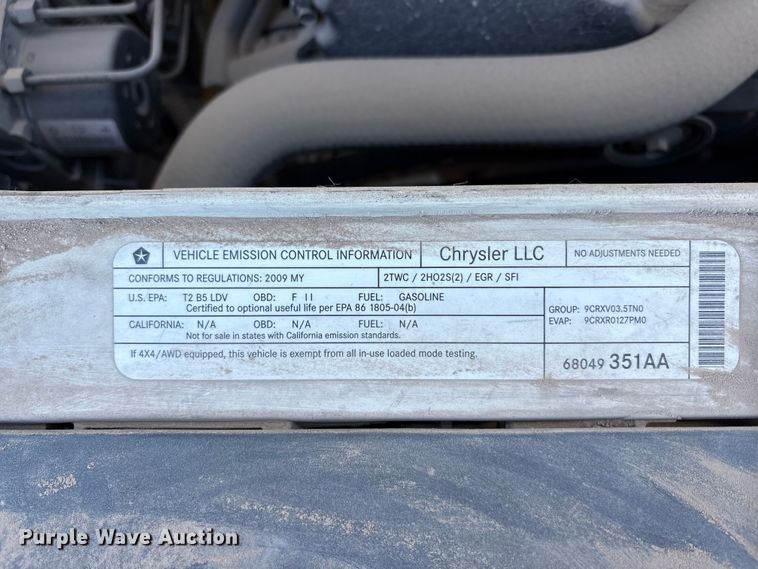 VEHICLE EMISSION CONTROL INFORMATION Chrysler LLC NO ADJUSTMENTS NEEDED
CONFORMS TO REGULATIONS: 2009 MY 2TWC / 2HO2S(2) / EGR / SFI
U.S. EPA: T2 B5 LDV OBD: F II FUEL: GASOLINE
Certified to optional useful life per EPA 86 1805-04(b)
GROUP: 9CRXV03.5TN0
EVAP: 9CRXR0127PM0
CALIFORNIA: N/A OBD: N/A FUEL: N/A
Not for sale in states with California emission standards.
If 4X4/AWD equipped, this vehicle is exempt from all in-use loaded mode testing.
68049 351AA
Purple Wave Auction